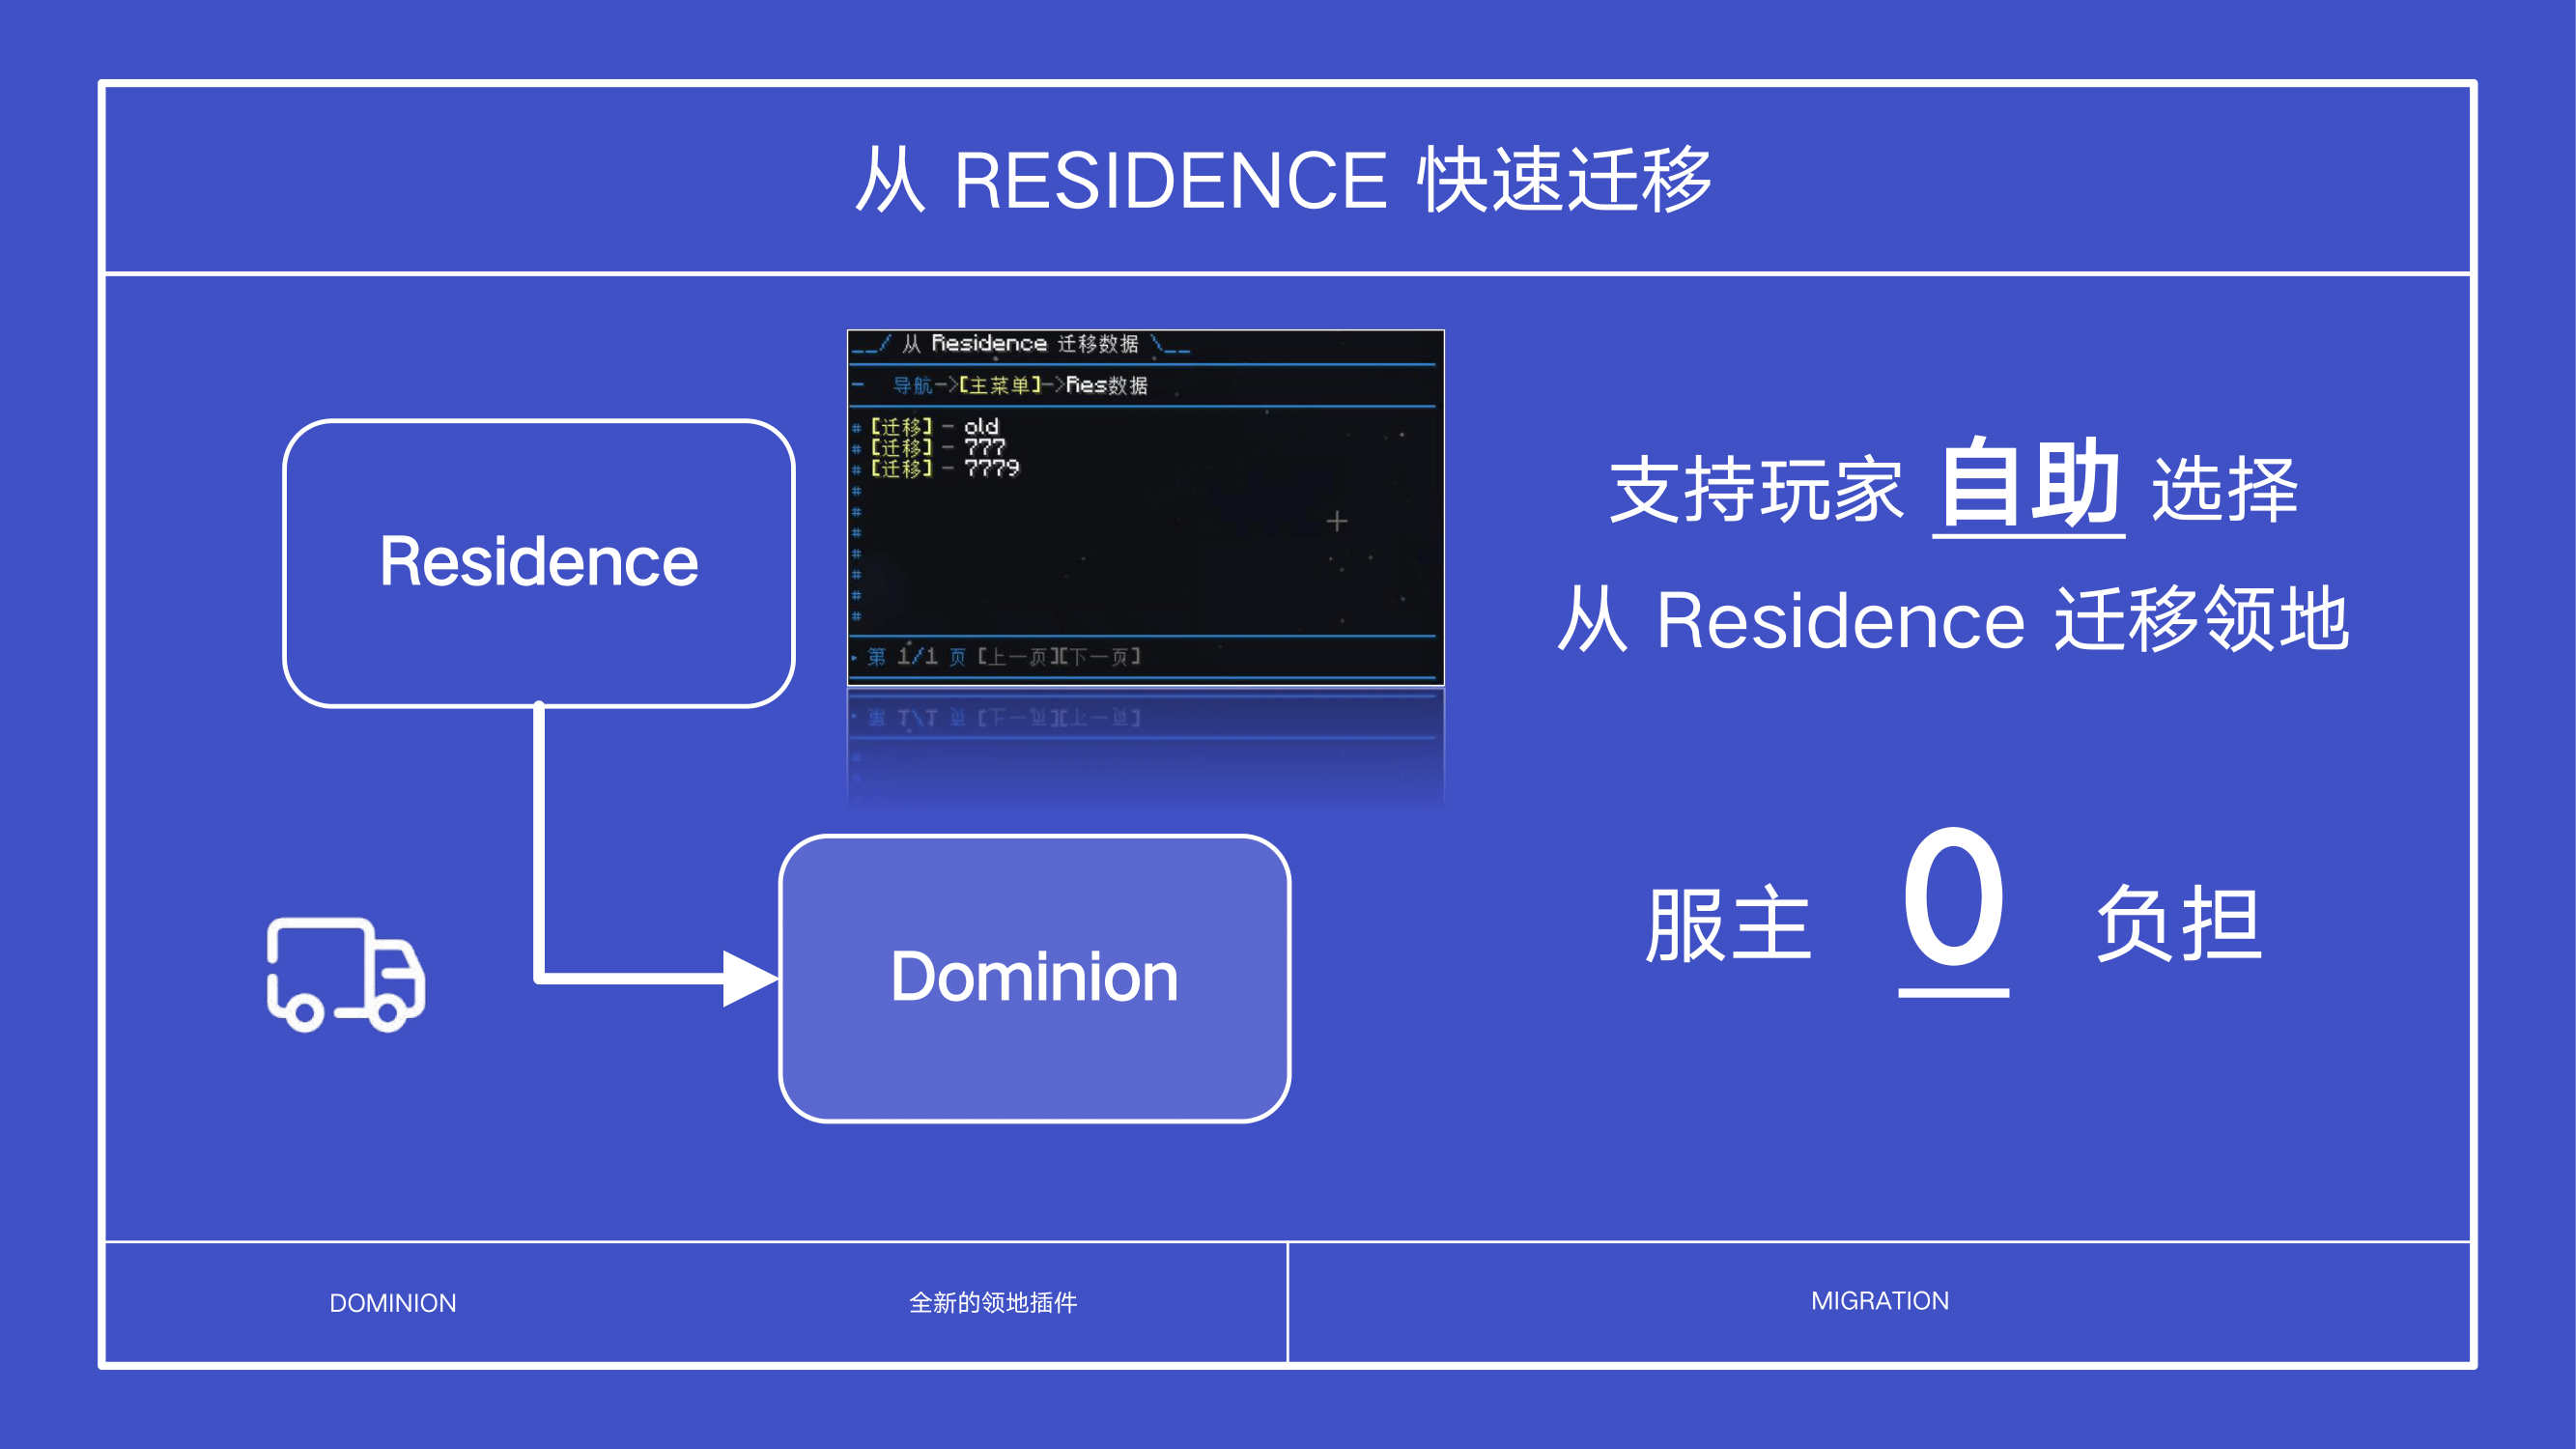 从 RESIDENCE 快速迁移
Residence
__/ 从 Residence 迁移数据 \__
— 导航->[主菜单]->Res数据
# [迁移] - old
# [迁移] - 777
# [迁移] - 7779
#
#
#
#
#
#
#
▸ 第 1/1 页 [上一页][下一页]
支持玩家 自助 选择
从 Residence 迁移领地
服主 0 负担
Dominion
DOMINION
全新的领地插件
MIGRATION